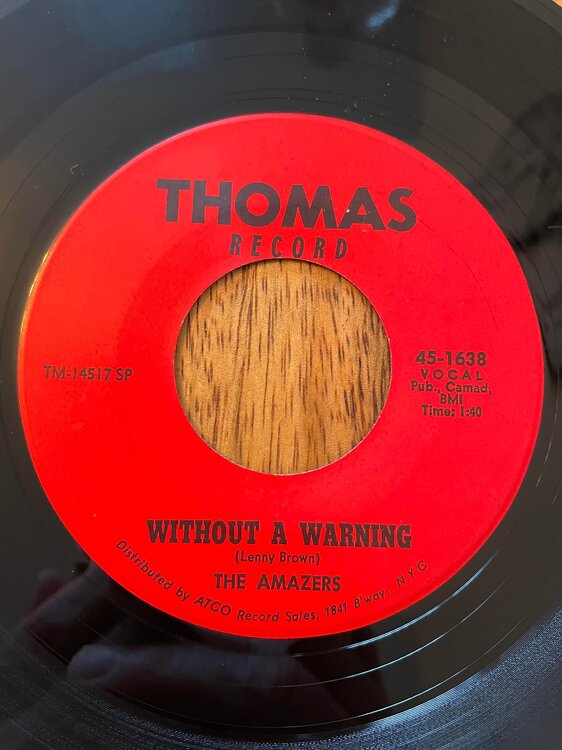 THOMAS
RECORD
TM-14517 SP
45-1638
VOCAL
Pub., Camad,
BMI
Time: 1:40
WITHOUT A WARNING
(Lenny Brown)
THE AMAZERS
Distributed by ATCO Record Sales, 1841 B'way., N.Y.C.